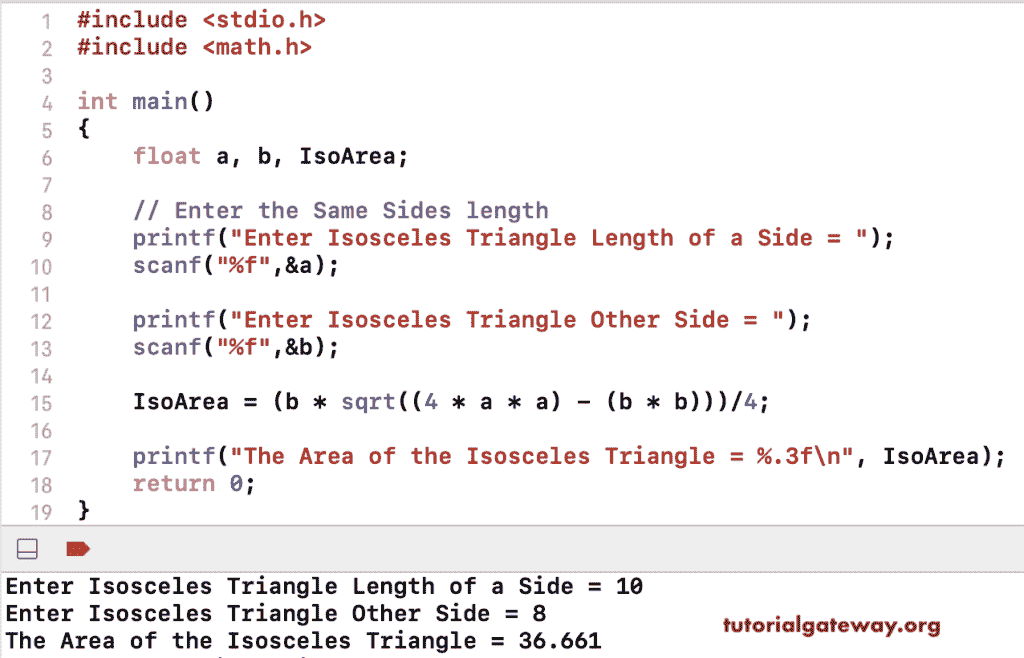 1 #include <stdio.h>
2 #include <math.h>
3
4 int main()
5 {
6 float a, b, IsoArea;
7
8 // Enter the Same Sides length
9 printf("Enter Isosceles Triangle Length of a Side = ");
10 scanf("%f",&a);
11
12 printf("Enter Isosceles Triangle Other Side = ");
13 scanf("%f",&b);
14
15 IsoArea = (b * sqrt((4 * a * a) - (b * b)))/4;
16
17 printf("The Area of the Isosceles Triangle = %.3f\n", IsoArea);
18 return 0;
19 }
Enter Isosceles Triangle Length of a Side = 10
Enter Isosceles Triangle Other Side = 8
tutorialgateway.org
The Area of the Isosceles Triangle = 36.661